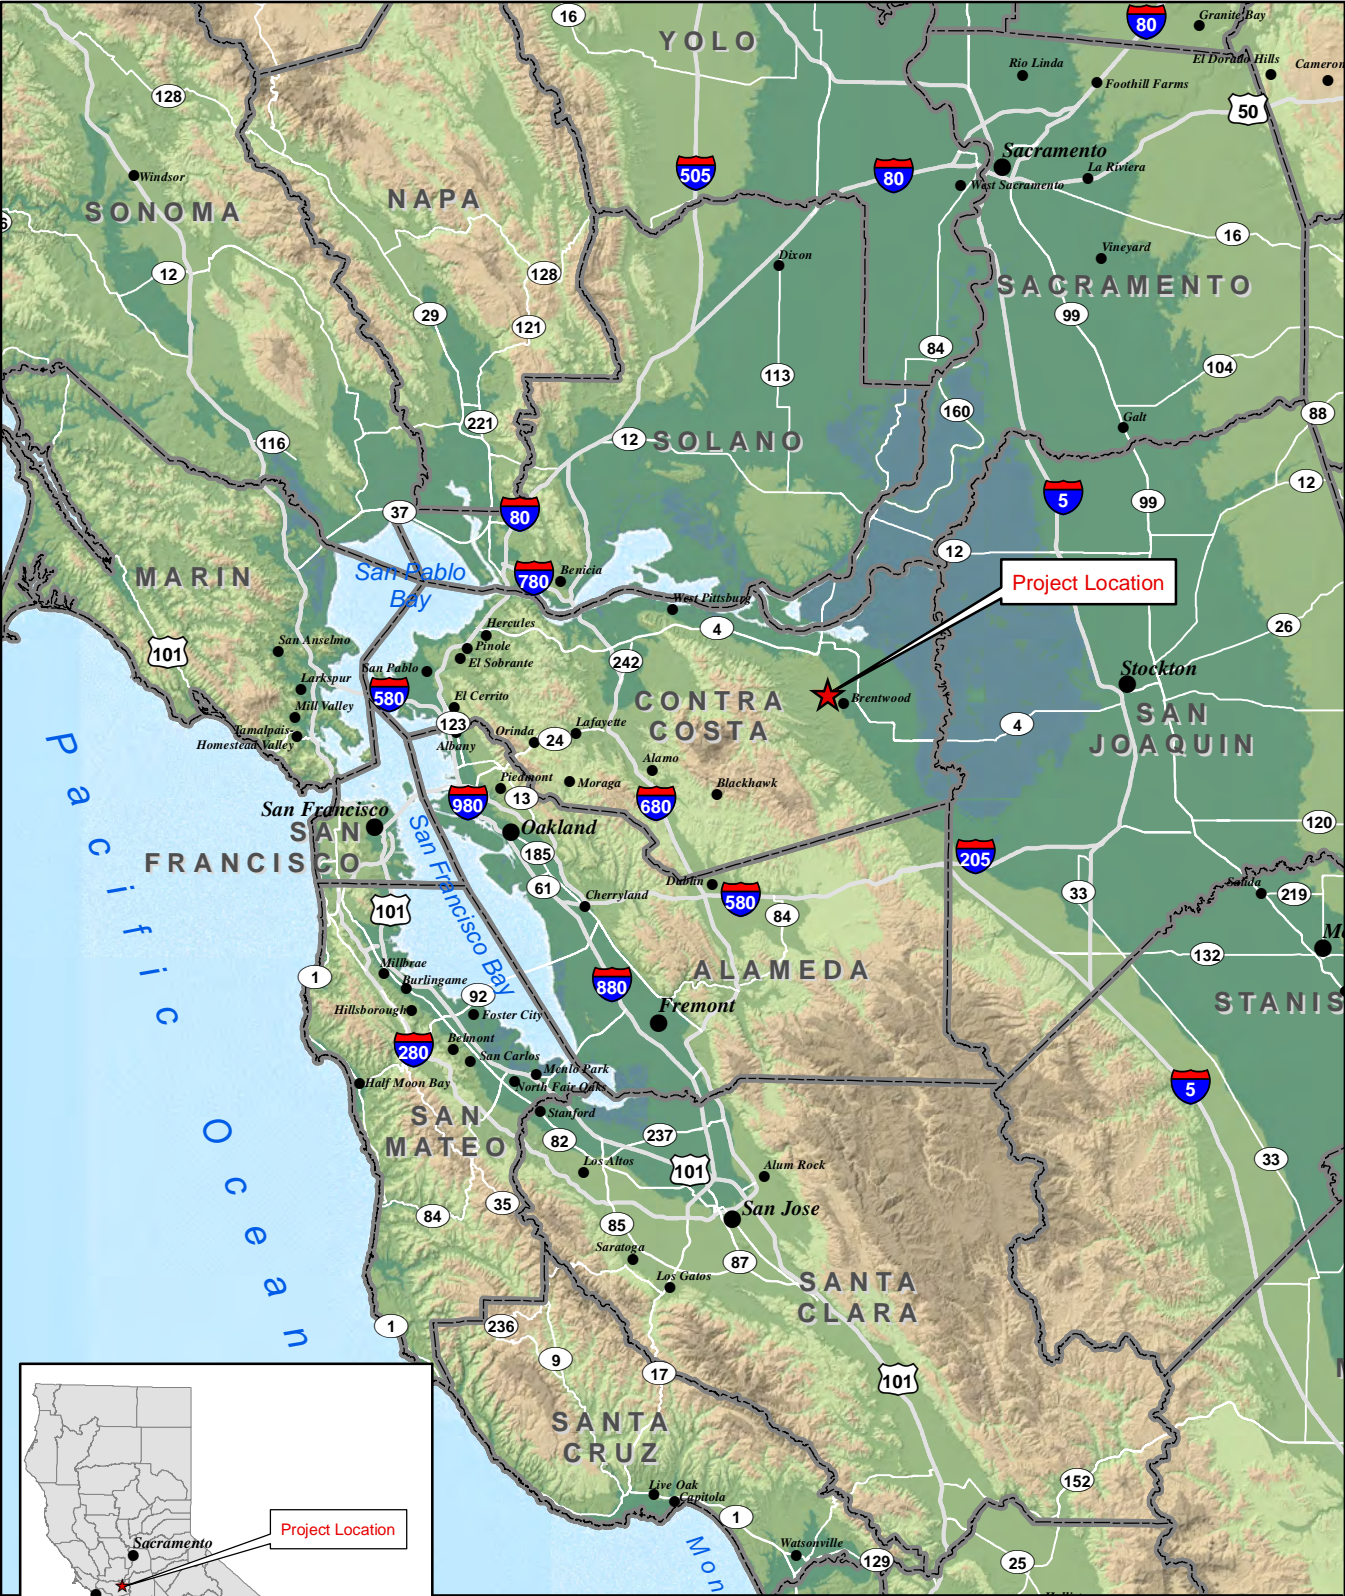 16
YOLO
80
Granite Bay
El Dorado Hills
Rio Linda
Cameron
Foothill Farms
128
50
Sacramento
505
80
La Riviera
Windsor
West Sacramento
NAPA
SONOMA
16
Vineyard
Dixon
12
128
SACRAMENTO
29
121
99
84
113
104
160
88
221
Galt
116
12
SOLANO
12
5
99
37
80
12
San Pablo
Bay
MARIN
780
Benicia
Project Location
West Pittsburg
Hercules
4
26
101
San Anselmo
Pinole
El Sobrante
242
San Pablo
Stockton
Larkspur
580
El Cerrito
CONTRA
COSTA
Brentwood
Mill Valley
123
Lafayette
SAN
JOAQUIN
Tamalpais-
Homestead Valley
Orinda
24
4
Albany
Alamo
Pacific Ocean
Piedmont
Moraga
Blackhawk
980
13
680
San Francisco
SAN
FRANCISCO
Oakland
120
San Francisco Bay
185
205
Dublin
61
580
33
Salida
219
Cherryland
84
101
132
Millbrae
1
ALAMEDA
Burlingame
880
92
STANIS
Hillsborough
Foster City
Fremont
Belmont
280
San Carlos
Menlo Park
Half Moon Bay
North Fair Oaks
5
SAN
MATEO
Stanford
82
237
33
Los Altos
101
Alum Rock
84
35
San Jose
85
Saratoga
87
Los Gatos
SANTA
CLARA
1
236
9
17
101
SANTA
CRUZ
152
Live Oak
Capitola
1
Project Location
Sacramento
Mon
Watsonville
129
25